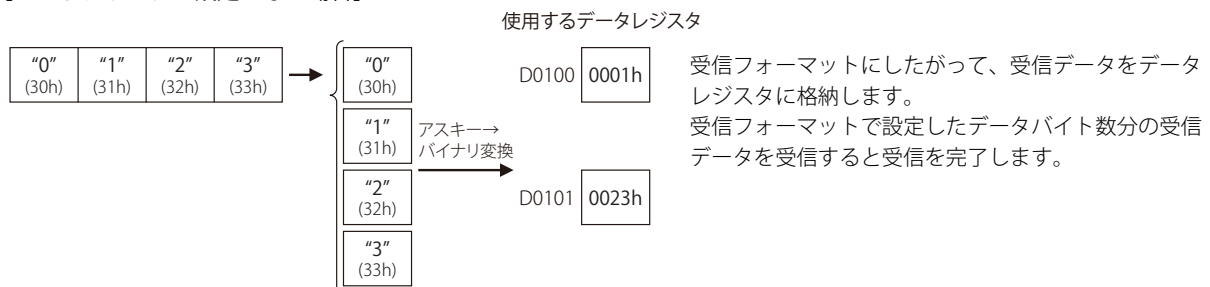 使用するデータレジスタ
“0” “1” “2” “3”
(30h) (31h) (32h) (33h)
“0”
(30h)
“1”
(31h)
“2”
(32h)
“3”
(33h)
アスキー→
バイナリ変換
D0100 0001h
D0101 0023h
受信フォーマットにしたがって、受信データをデータ
レジスタに格納します。
受信フォーマットで設定したデータバイト数分の受信
データを受信すると受信を完了します。